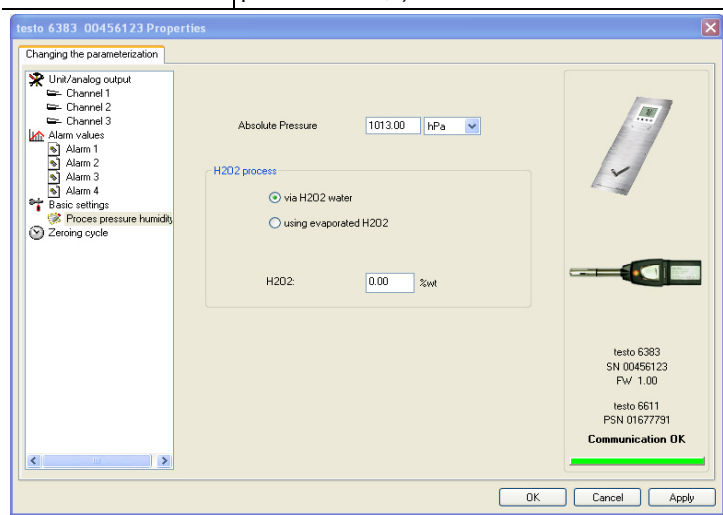 testo 6383 00456123 Properties
Changing the parameterization
Unit/analog output
Channel 1
Channel 2
Channel 3
Alarm values
Alarm 1
Alarm 2
Alarm 3
Alarm 4
Basic settings
Proces pressure humidity
Zeroing cycle
Absolute Pressure 1013.00 hPa
H2O2 process
via H2O2 water
using evaporated H2O2
H2O2: 0.00 %wt
testo 6383
SN 00456123
FW 1.00
testo 6611
PSN 01677791
Communication OK
OK Cancel Apply